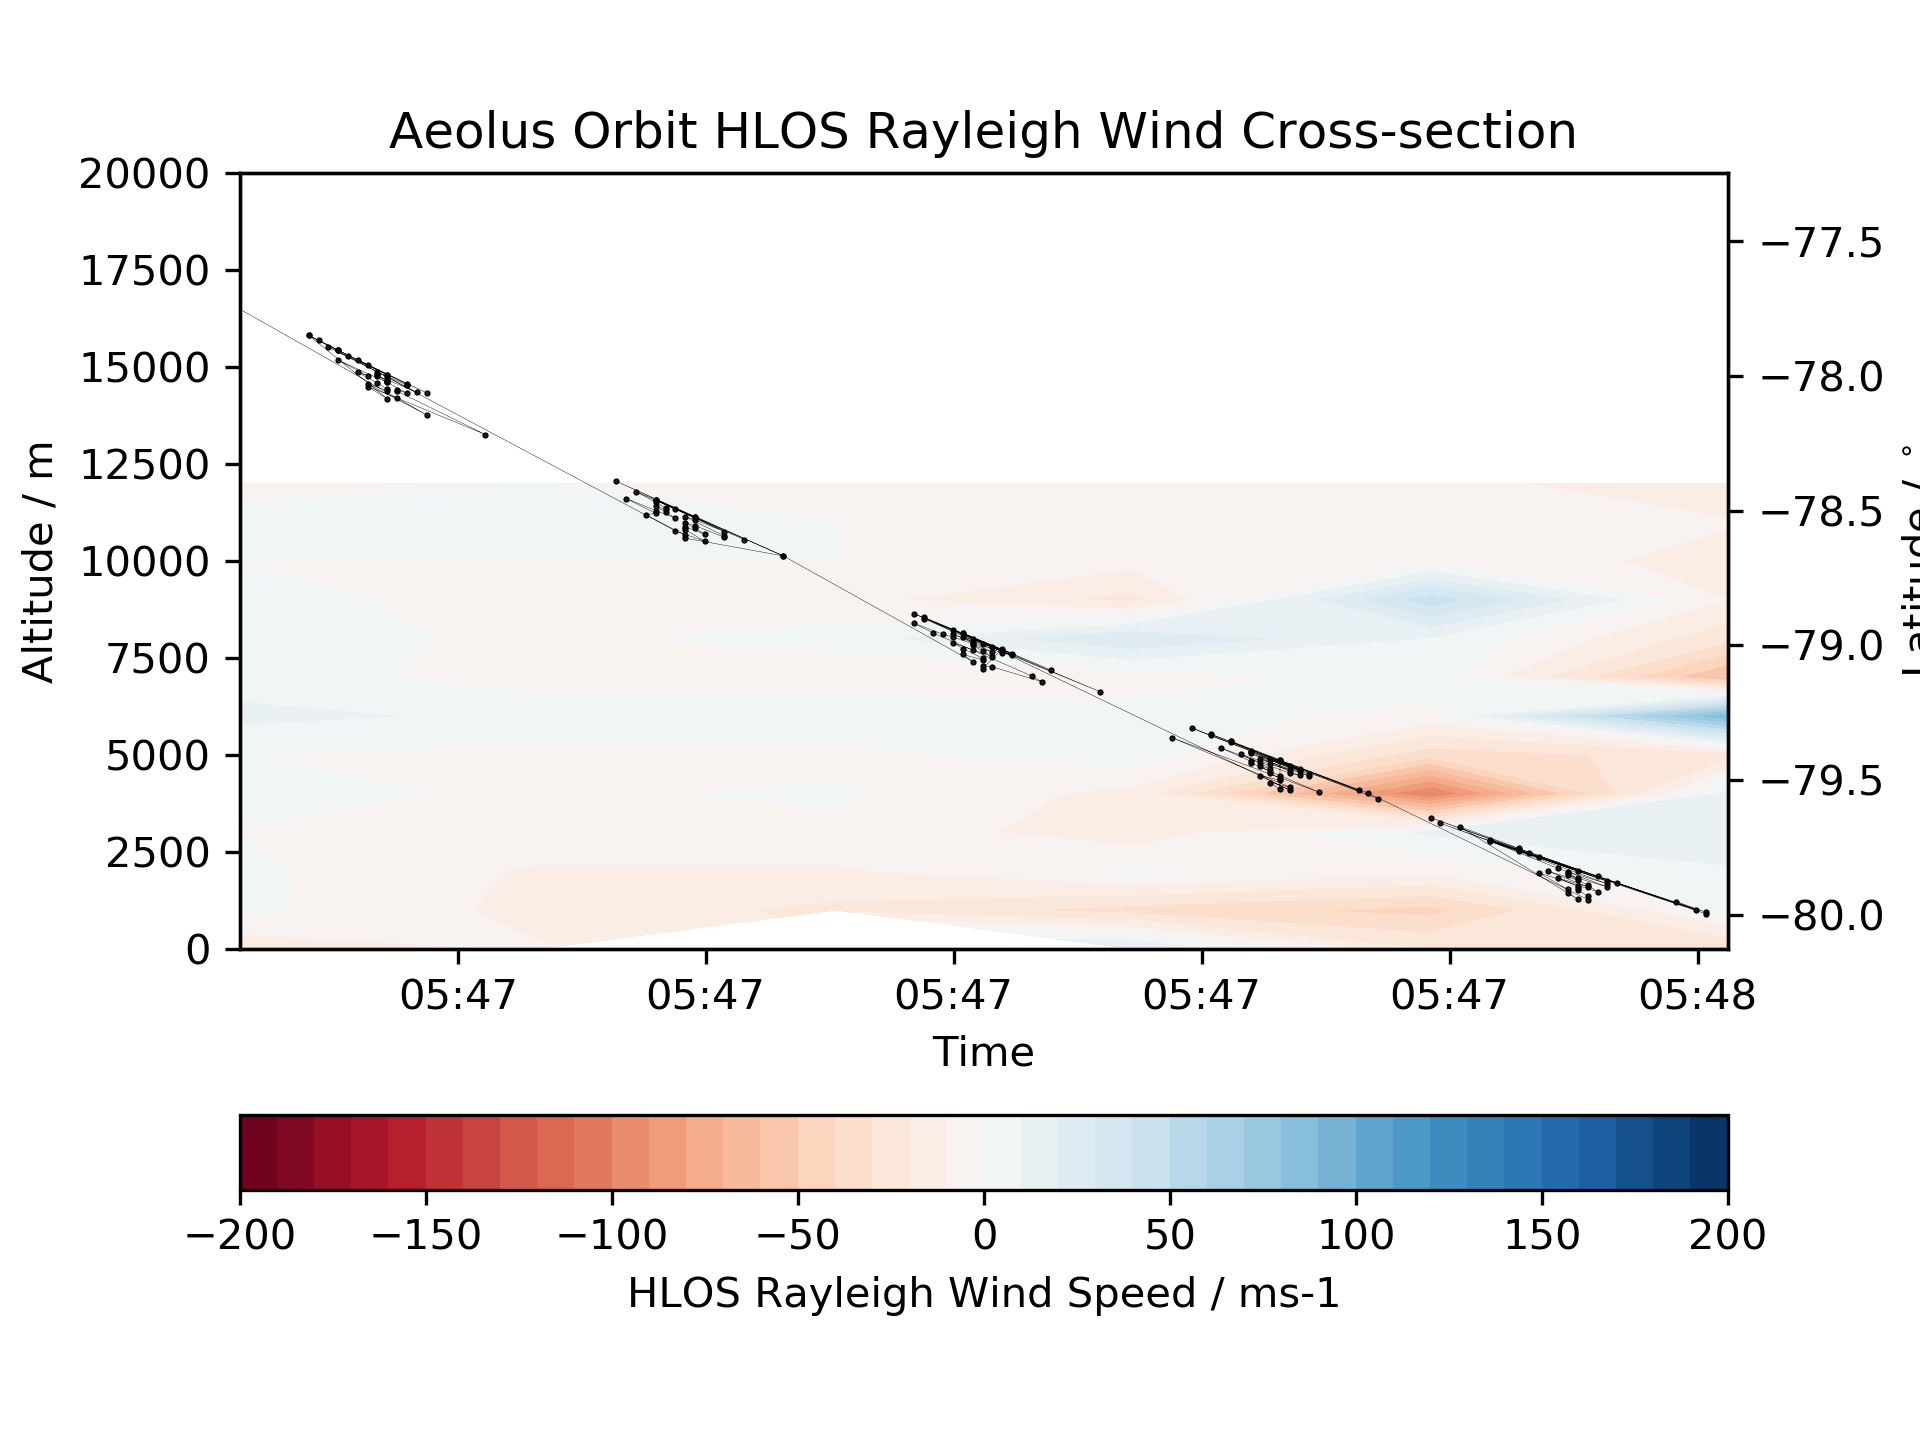 Aeolus Orbit HLOS Rayleigh Wind Cross-section
20000
17500
15000
12500
10000
7500
5000
2500
0
Altitude / m
−77.5
−78.0
−78.5
−79.0
−79.5
−80.0
Latitude / °
05:47 05:47 05:47 05:47 05:47 05:48
Time
−200 −150 −100 −50 0 50 100 150 200
HLOS Rayleigh Wind Speed / ms-1